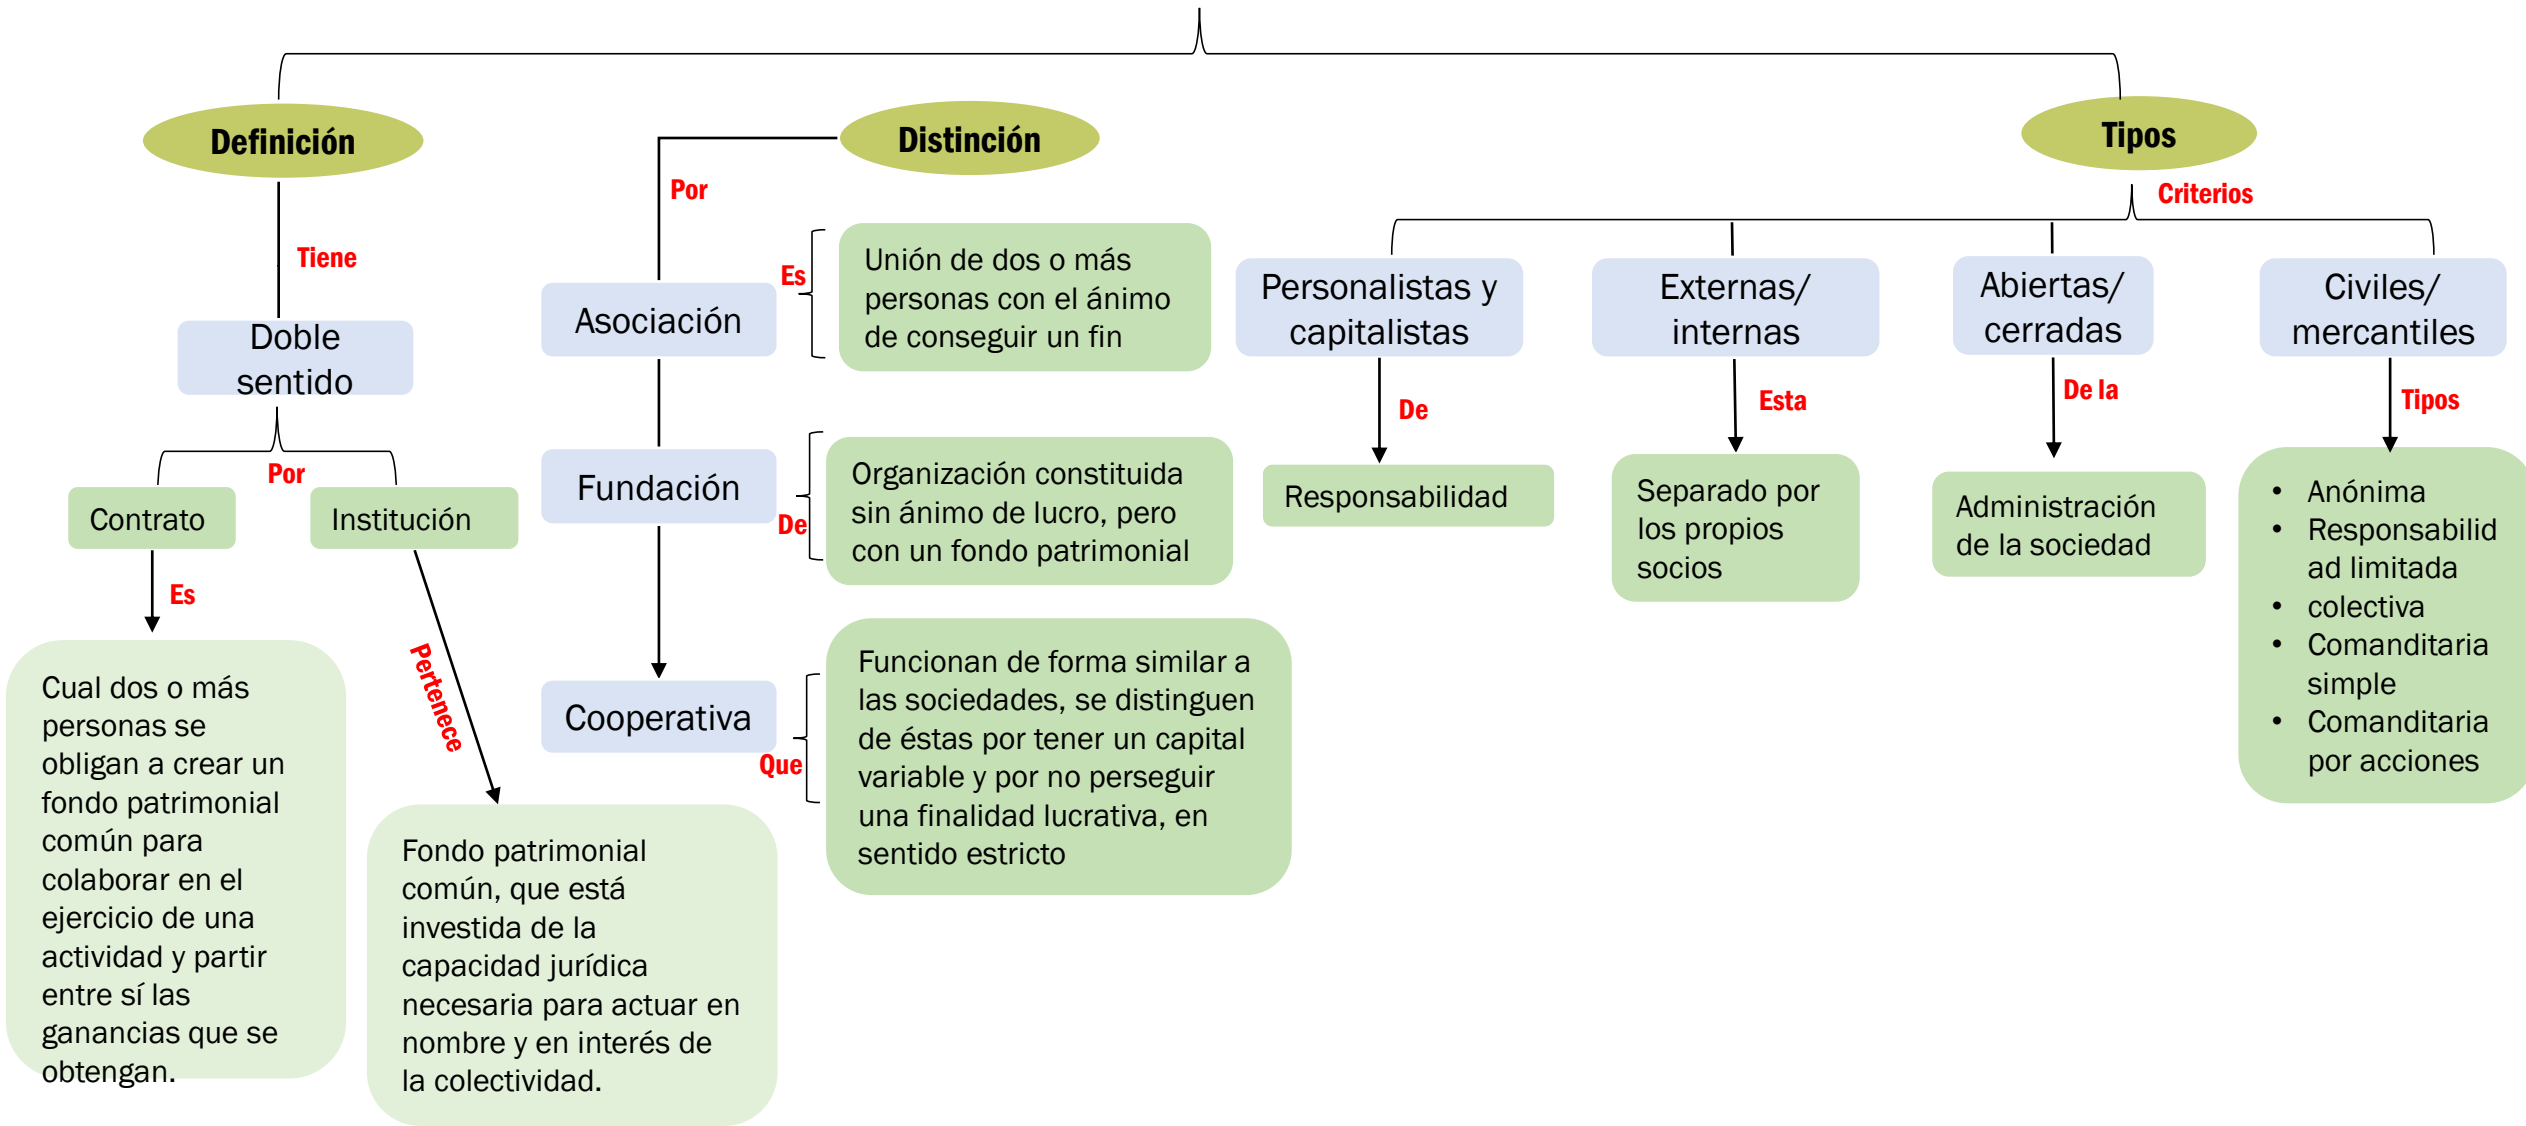 Definición
Tiene
Doble
sentido
Por
Contrato
Institución
Es
Cual dos o más
personas se
obligan a crear un
fondo patrimonial
común para
colaborar en el
ejercicio de una
actividad y partir
entre sí las
ganancias que se
obtengan.
Pertenece
Fondo patrimonial
común, que está
investida de la
capacidad jurídica
necesaria para actuar en
nombre y en interés de
la colectividad.
Distinción
Por
Asociación
Es
Unión de dos o más
personas con el ánimo
de conseguir un fin
Fundación
De
Organización constituida
sin ánimo de lucro, pero
con un fondo patrimonial
Cooperativa
Que
Funcionan de forma similar a
las sociedades, se distinguen
de éstas por tener un capital
variable y por no perseguir
una finalidad lucrativa, en
sentido estricto
Tipos
Criterios
Personalistas y
capitalistas
De
Responsabilidad
Externas/
internas
Esta
Separado por
los propios
socios
Abiertas/
cerradas
De la
Administración
de la sociedad
Civiles/
mercantiles
Tipos
• Anónima
• Responsabilid
ad limitada
• colectiva
• Comanditaria
simple
• Comanditaria
por acciones